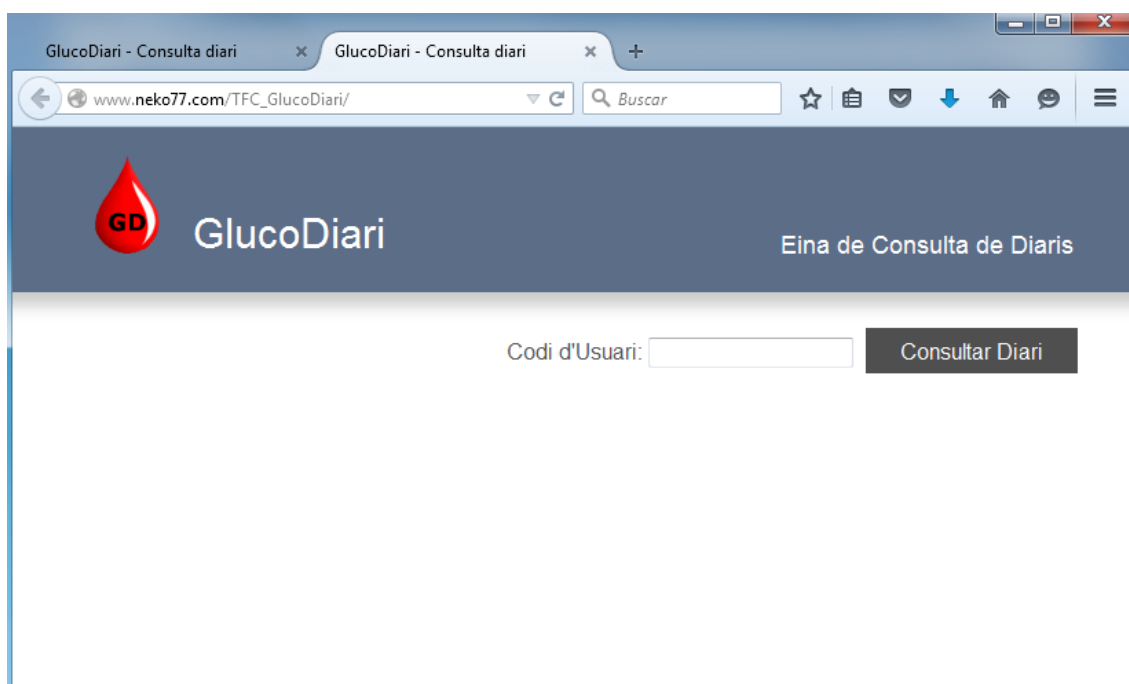 GlucoDiari - Consulta diari
GlucoDiari - Consulta diari
www.neko77.com/TFC_GlucoDiari/
Buscar
GD
GlucoDiari
Eina de Consulta de Diaris
Codi d'Usuari:
Consultar Diari